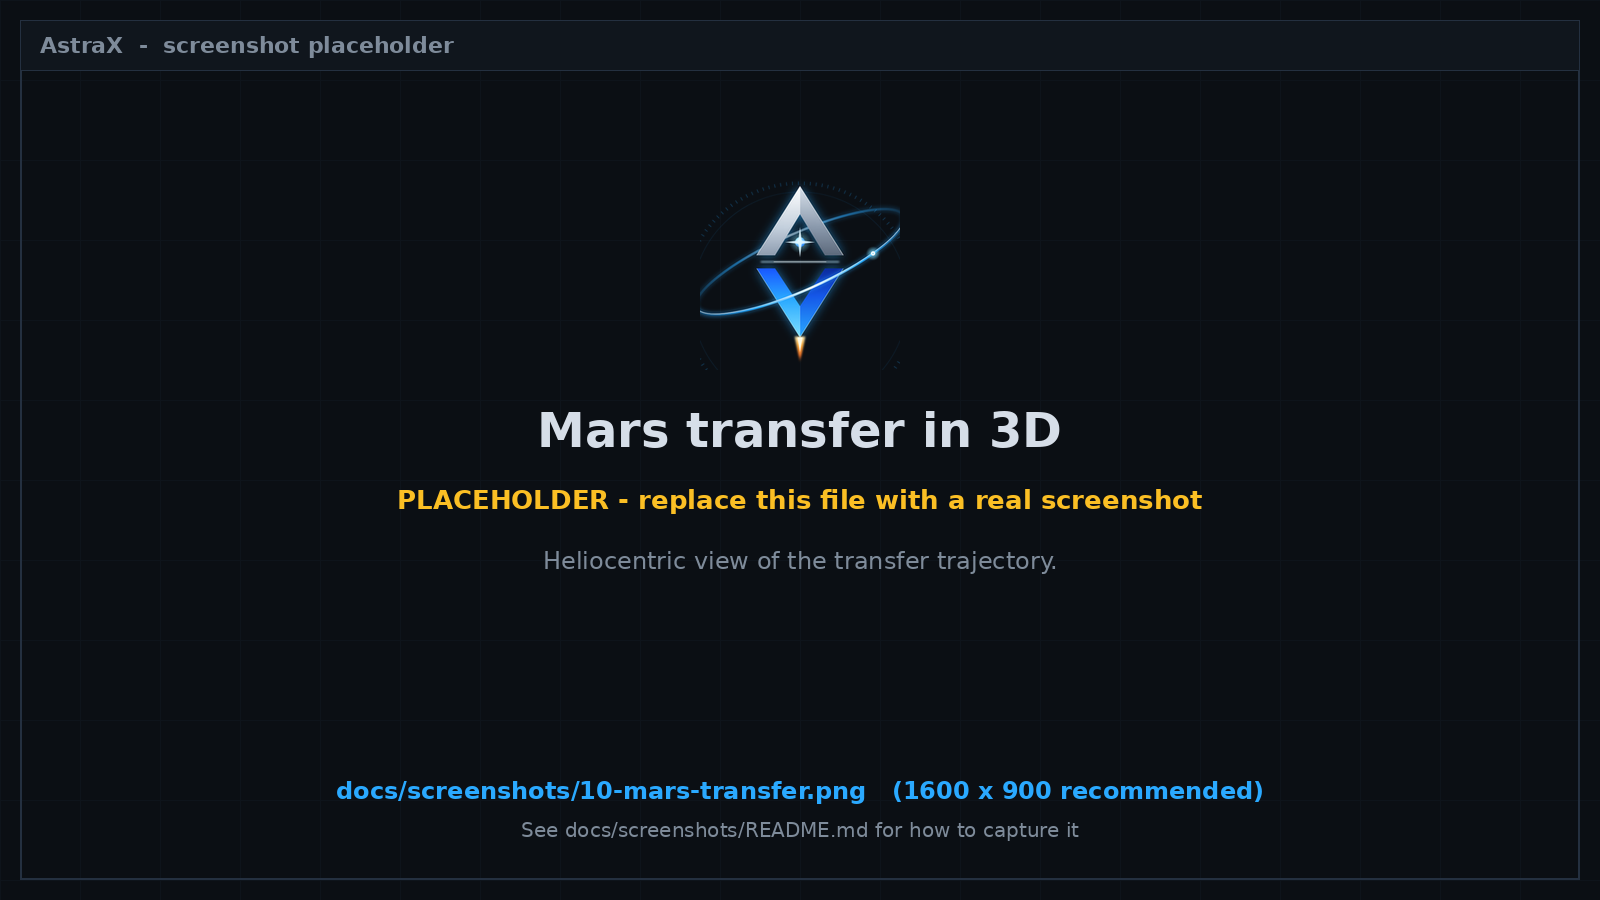 AstraX - screenshot placeholder
Mars transfer in 3D
PLACEHOLDER - replace this file with a real screenshot
Heliocentric view of the transfer trajectory.
docs/screenshots/10-mars-transfer.png (1600 x 900 recommended)
See docs/screenshots/README.md for how to capture it